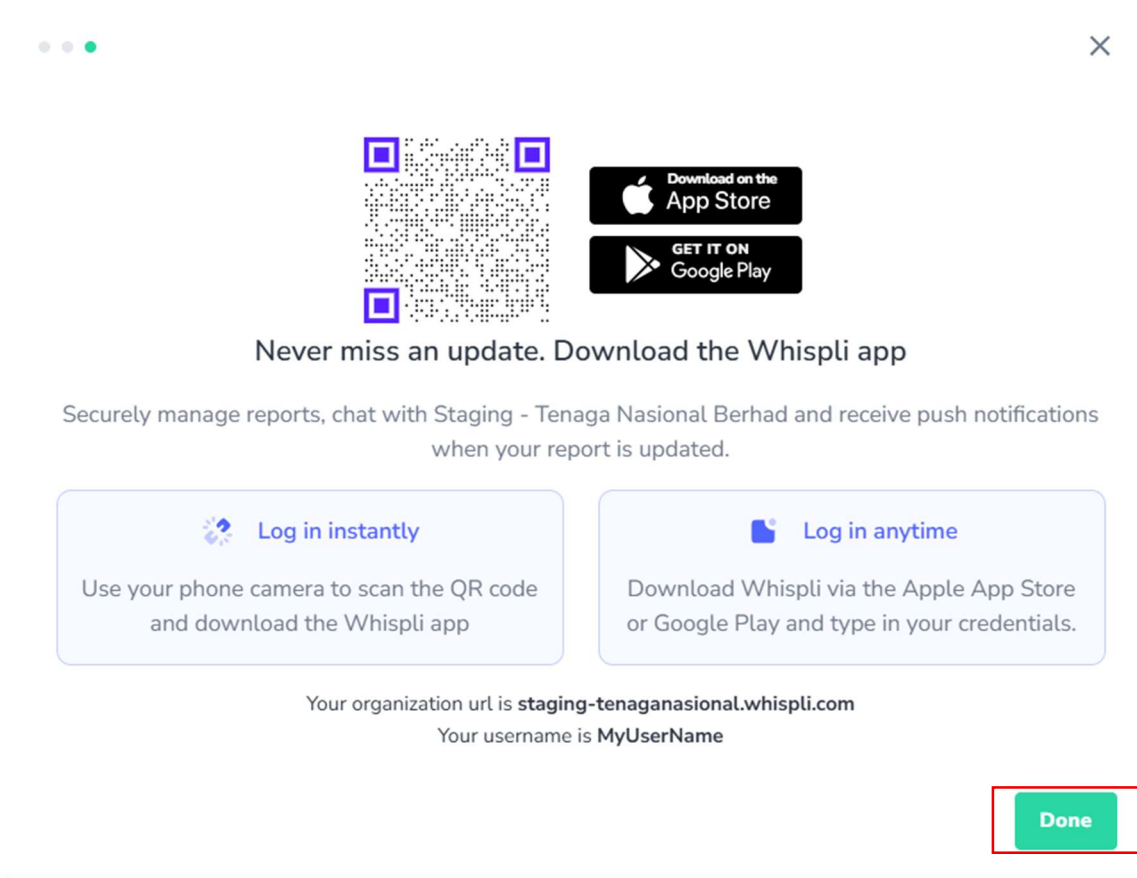 Download on the
App Store
GET IT ON
Google Play
Never miss an update. Download the Whispli app
Securely manage reports, chat with Staging - Tenaga Nasional Berhad and receive push notifications
when your report is updated.
Log in instantly
Use your phone camera to scan the QR code
and download the Whispli app
Log in anytime
Download Whispli via the Apple App Store
or Google Play and type in your credentials.
Your organization url is staging-tenaganasional.whispli.com
Your username is MyUserName
Done